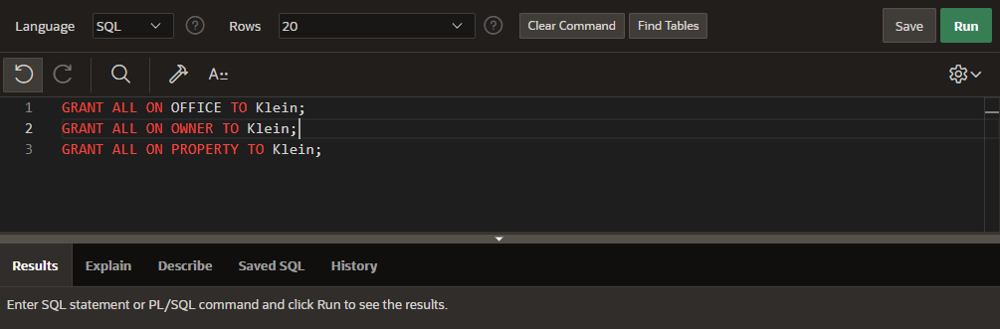 Language SQL ? Rows 20 ? Clear Command Find Tables Save Run
A
1 GRANT ALL ON OFFICE TO Klein;
2 GRANT ALL ON OWNER TO Klein;
3 GRANT ALL ON PROPERTY TO Klein;
Results Explain Describe Saved SQL History
Enter SQL statement or PL/SQL command and click Run to see the results.